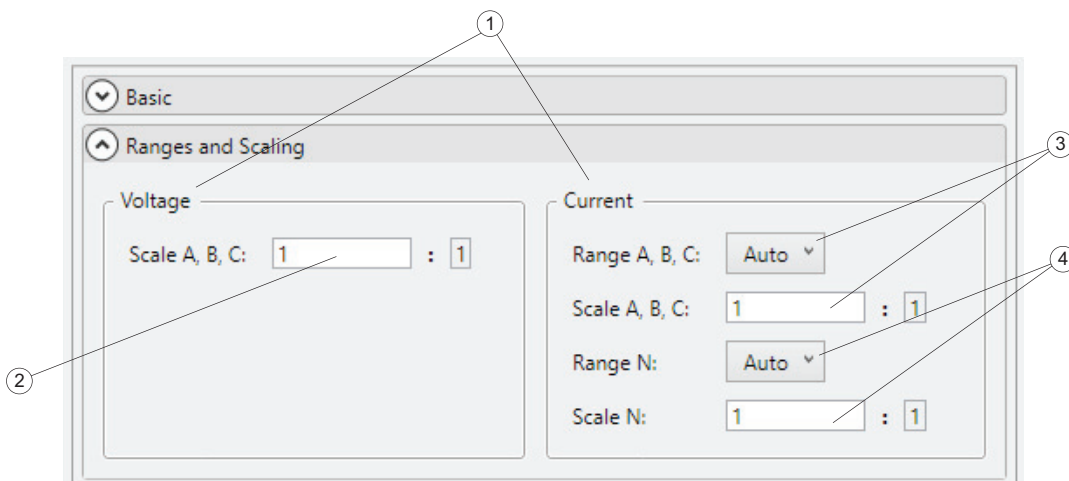 1
Basic
Ranges and Scaling
Voltage
Scale A, B, C: 1 : 1
Current
Range A, B, C: Auto
Scale A, B, C: 1 : 1
Range N: Auto
Scale N: 1 : 1
3
4
2